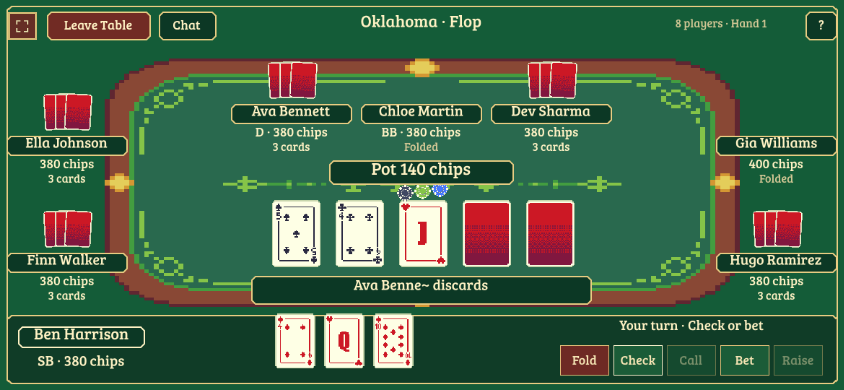 Leave Table
Chat
Oklahoma · Flop
8 players · Hand 1
?
Ava Bennett
D · 380 chips
3 cards
Chloe Martin
BB · 380 chips
Folded
Dev Sharma
380 chips
3 cards
Ella Johnson
380 chips
3 cards
Gia Williams
400 chips
Folded
Pot 140 chips
J
Finn Walker
380 chips
3 cards
Hugo Ramirez
380 chips
3 cards
Ava Benne~ discards
Ben Harrison
SB · 380 chips
4
Q
10
Your turn · Check or bet
Fold
Check
Call
Bet
Raise